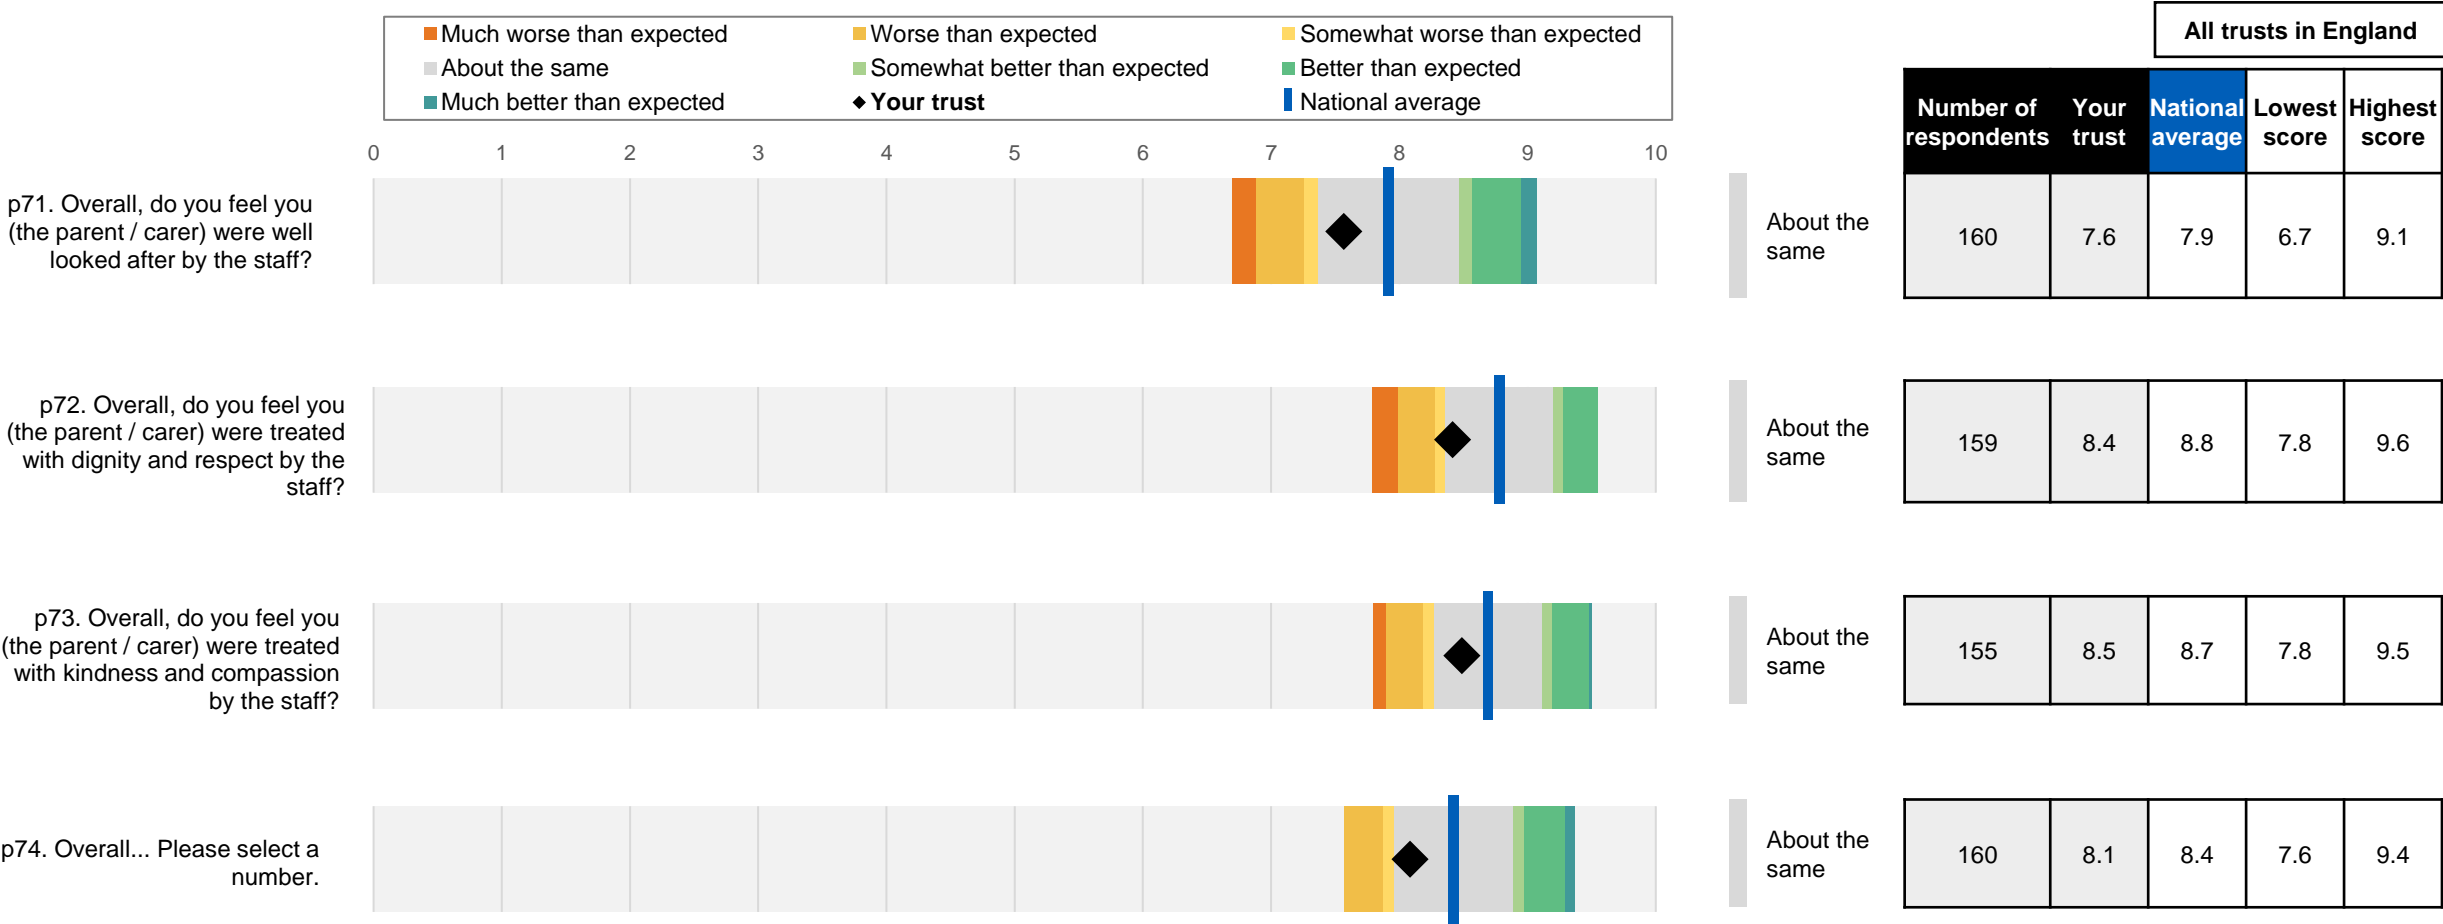 Much worse than expected
Worse than expected
Somewhat worse than expected
About the same
Somewhat better than expected
Better than expected
Much better than expected
Your trust
National average
All trusts in England
Number of respondents
Your trust
National average
Lowest score
Highest score
0 1 2 3 4 5 6 7 8 9 10
p71. Overall, do you feel you
(the parent / carer) were well
looked after by the staff?
About the
same
160 7.6 7.9 6.7 9.1
p72. Overall, do you feel you
(the parent / carer) were treated
with dignity and respect by the
staff?
About the
same
159 8.4 8.8 7.8 9.6
p73. Overall, do you feel you
(the parent / carer) were treated
with kindness and compassion
by the staff?
About the
same
155 8.5 8.7 7.8 9.5
p74. Overall... Please select a
number.
About the
same
160 8.1 8.4 7.6 9.4